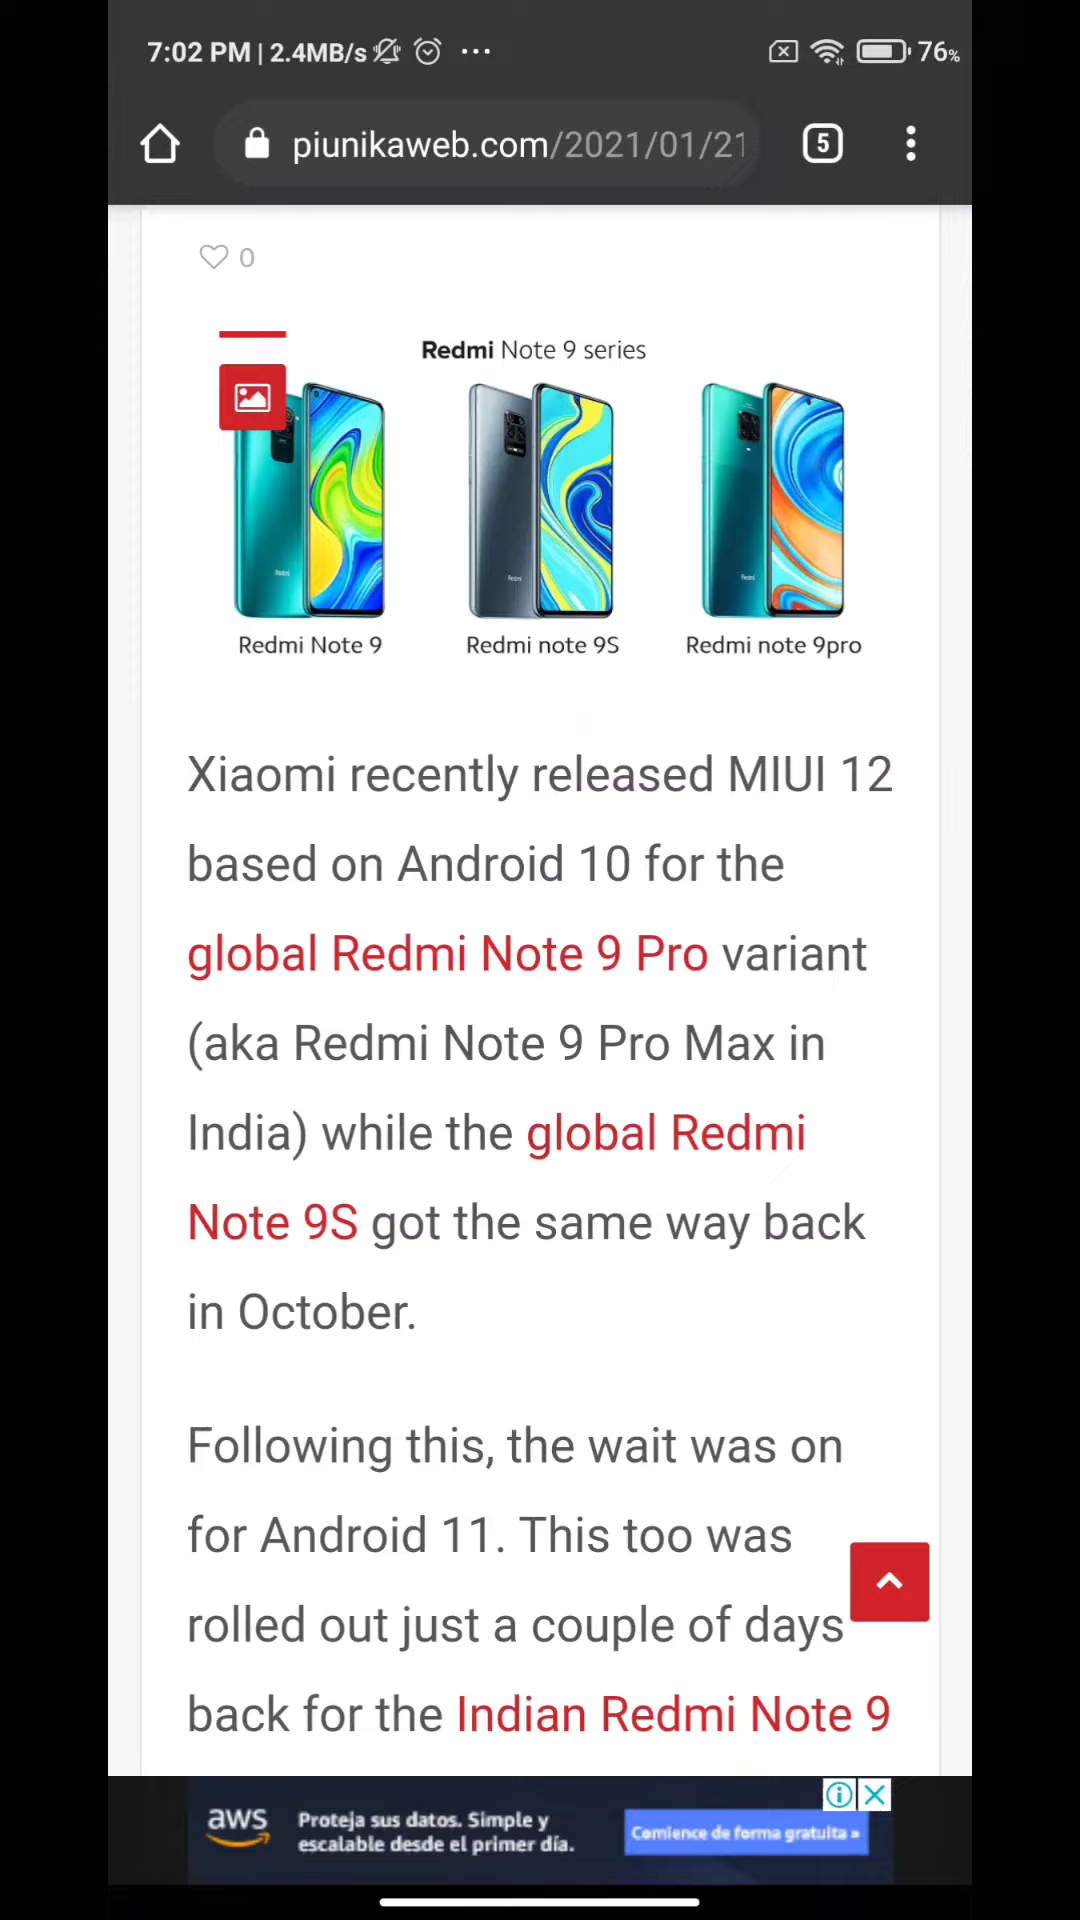 7:02 PM | 2.4MB/s ... 76%
piunikaweb.com/2021/01/21 5
0
Redmi Note 9 series
Redmi Redmi Redmi
Redmi Note 9 Redmi note 9S Redmi note 9pro
Xiaomi recently released MIUI 12
based on Android 10 for the
global Redmi Note 9 Pro variant
(aka Redmi Note 9 Pro Max in
India) while the global Redmi
Note 9S got the same way back
in October.
Following this, the wait was on
for Android 11. This too was
rolled out just a couple of days
back for the Indian Redmi Note 9
aws Proteja sus datos. Simple y
escalable desde el primer día.
Comience de forma gratuita »